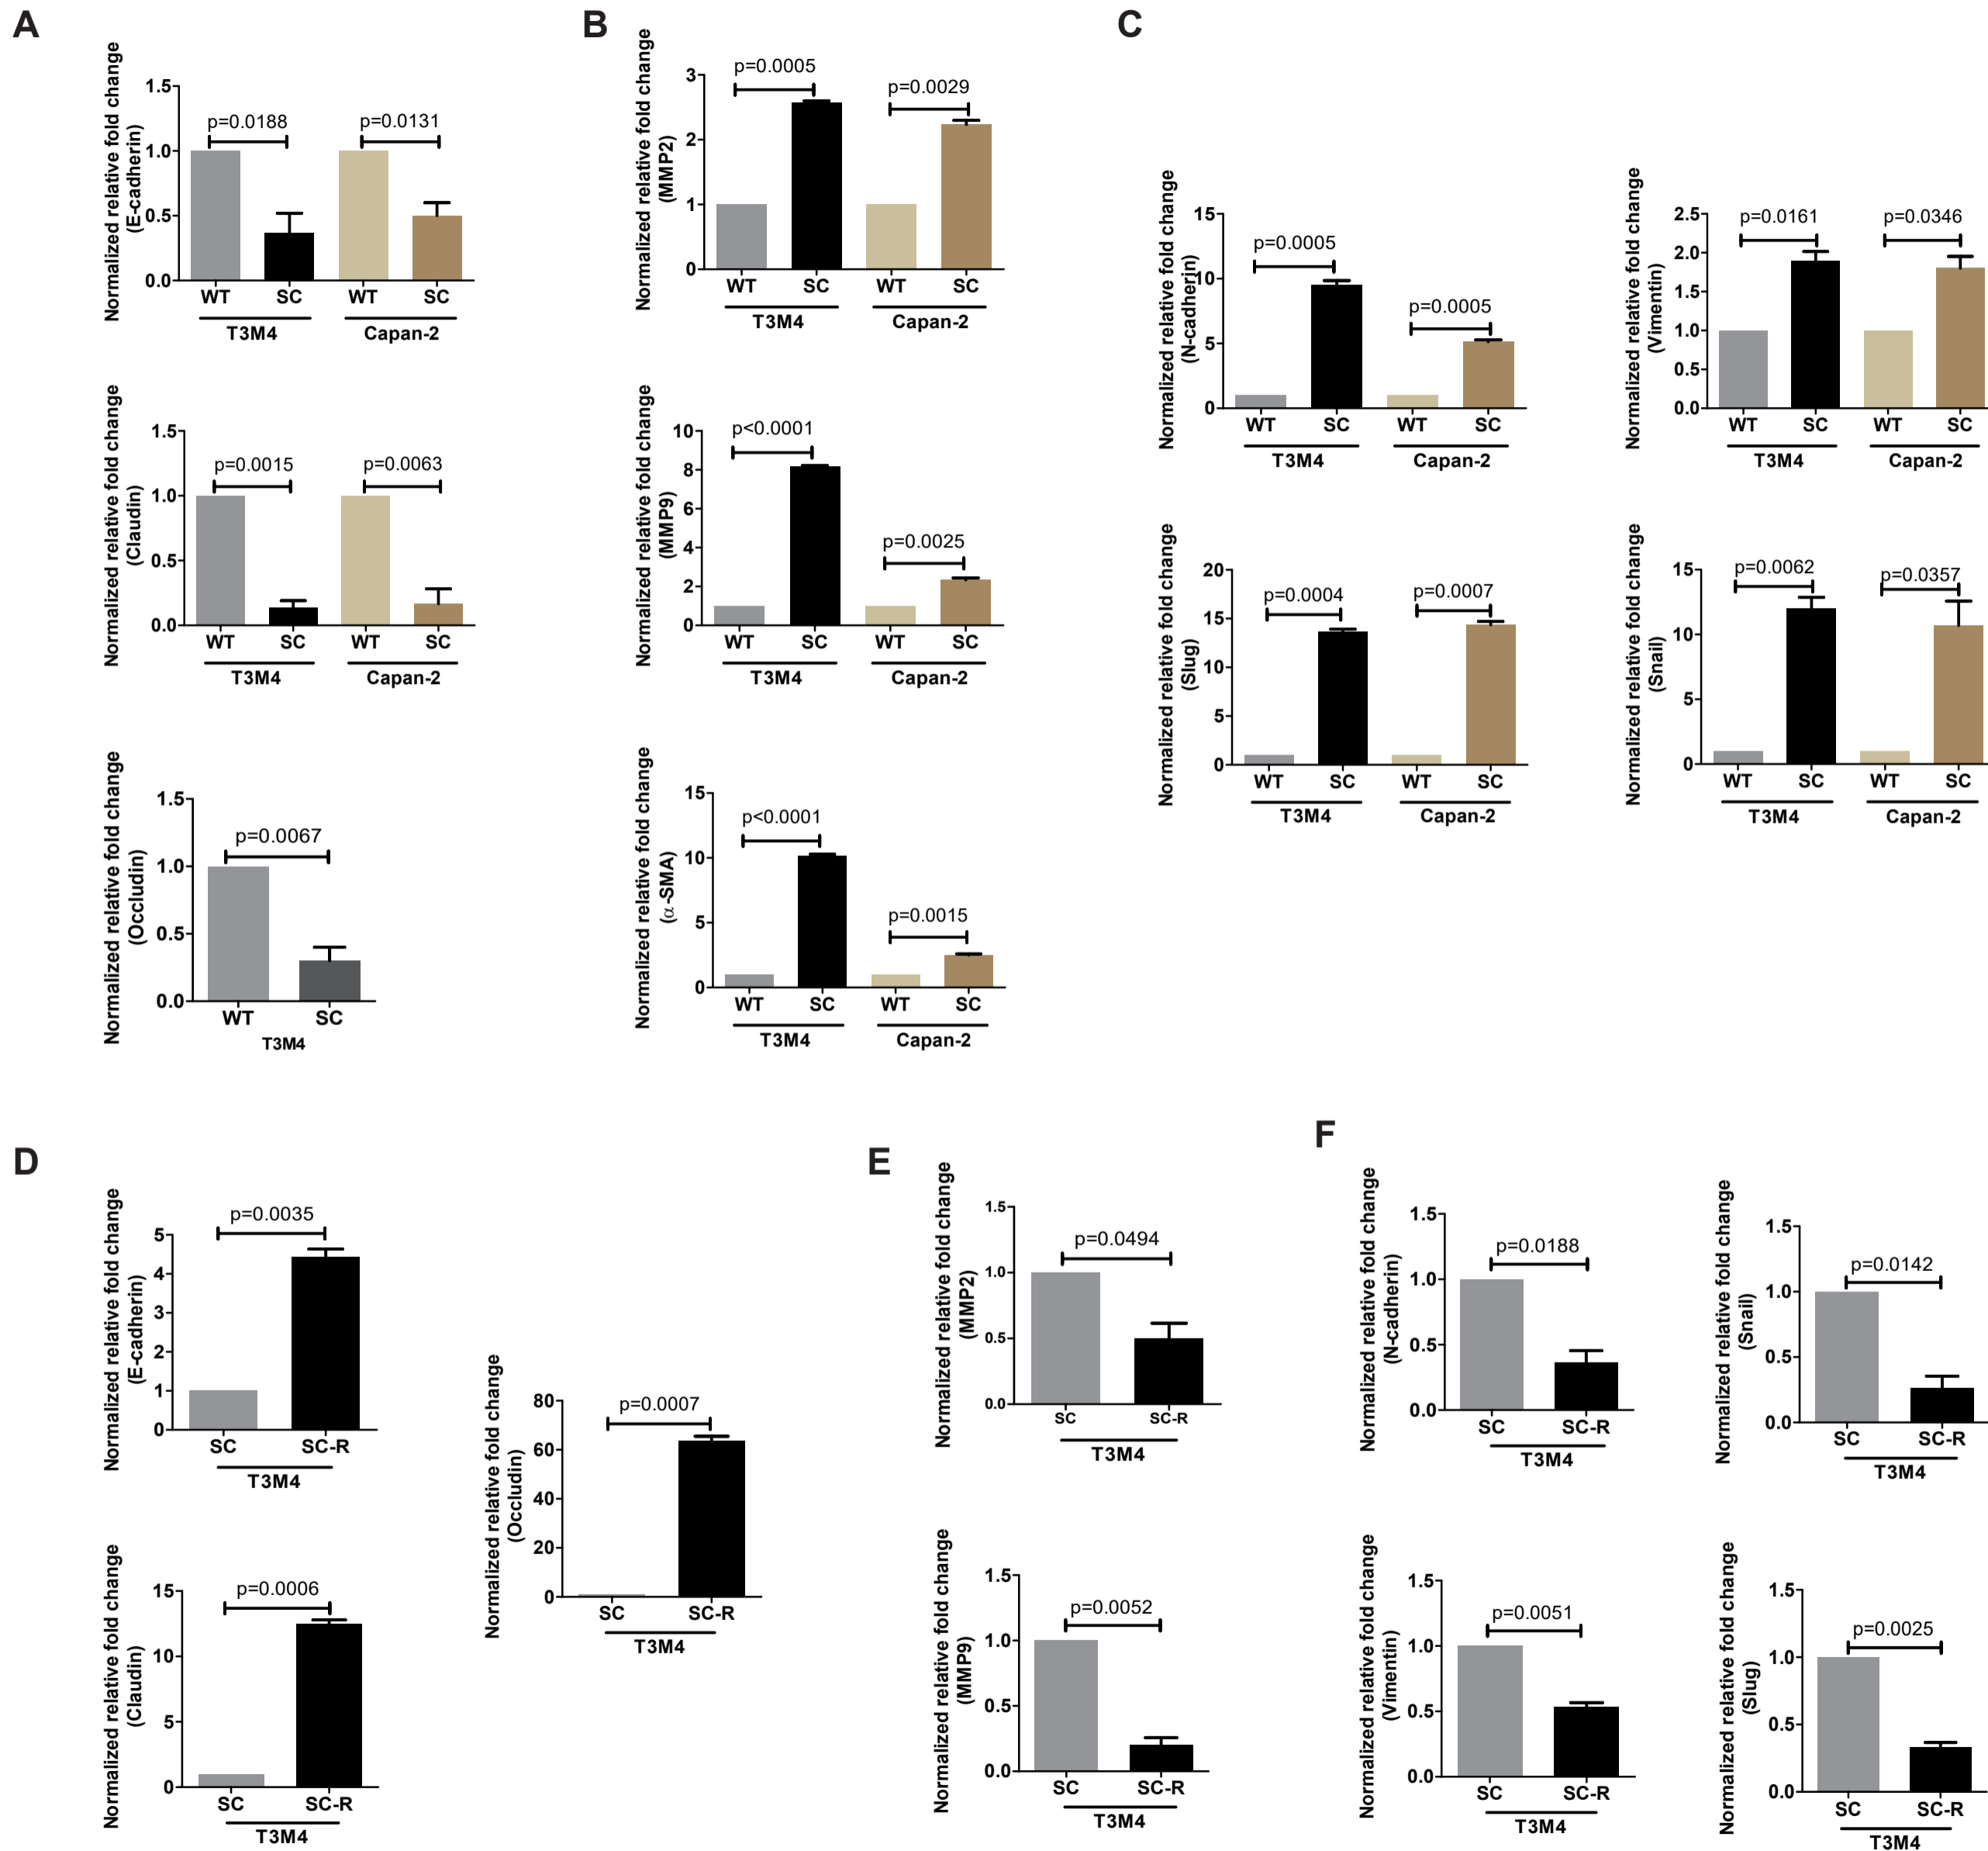 A
Normalized relative fold change
(E-cadherin)
1.5
1.0
0.5
0.0
p=0.0188
p=0.0131
WT
SC
WT
SC
T3M4
Capan-2
Normalized relative fold change
(Claudin)
1.5
1.0
0.5
0.0
p=0.0015
p=0.0063
WT
SC
WT
SC
T3M4
Capan-2
Normalized relative fold change
(Occludin)
1.5
1.0
0.5
0.0
p=0.0067
WT
SC
T3M4
B
Normalized relative fold change
(MMP2)
3
2
1
0
p=0.0005
p=0.0029
WT
SC
WT
SC
T3M4
Capan-2
Normalized relative fold change
(MMP9)
10
8
6
4
2
0
p<0.0001
p=0.0025
WT
SC
WT
SC
T3M4
Capan-2
Normalized relative fold change
(α-SMA)
15
10
5
0
p<0.0001
p=0.0015
WT
SC
WT
SC
T3M4
Capan-2
C
Normalized relative fold change
(N-cadherin)
15
10
5
0
p=0.0005
p=0.0005
WT
SC
WT
SC
T3M4
Capan-2
Normalized relative fold change
(Vimentin)
2.5
2.0
1.5
1.0
0.5
0.0
p=0.0161
p=0.0346
WT
SC
WT
SC
T3M4
Capan-2
Normalized relative fold change
(Slug)
20
15
10
5
0
p=0.0004
p=0.0007
WT
SC
WT
SC
T3M4
Capan-2
Normalized relative fold change
(Snail)
15
10
5
0
p=0.0062
p=0.0357
WT
SC
WT
SC
T3M4
Capan-2
D
Normalized relative fold change
(E-cadherin)
5
4
3
2
1
0
p=0.0035
SC
SC-R
T3M4
Normalized relative fold change
(Occludin)
80
60
40
20
0
p=0.0007
SC
SC-R
T3M4
Normalized relative fold change
(Claudin)
15
10
5
0
p=0.0006
SC
SC-R
T3M4
E
Normalized relative fold change
(MMP2)
1.5
1.0
0.5
0.0
p=0.0494
SC
SC-R
T3M4
Normalized relative fold change
(MMP9)
1.5
1.0
0.5
0.0
p=0.0052
SC
SC-R
T3M4
F
Normalized relative fold change
(N-cadherin)
1.5
1.0
0.5
0.0
p=0.0188
SC
SC-R
T3M4
Normalized relative fold change
(Snail)
1.5
1.0
0.5
0.0
p=0.0142
SC
SC-R
T3M4
Normalized relative fold change
(Vimentin)
1.5
1.0
0.5
0.0
p=0.0051
SC
SC-R
T3M4
Normalized relative fold change
(Slug)
1.5
1.0
0.5
0.0
p=0.0025
SC
SC-R
T3M4